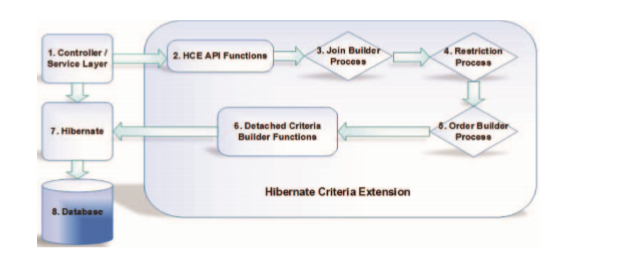 1. Controller /
Service Layer
2. HCE API Functions
3. Join Builder
Process
4. Restriction
Process
5. Order Builder
Process
6. Detached Criteria
Builder Functions
7. Hibernate
8. Database
Hibernate Criteria Extension